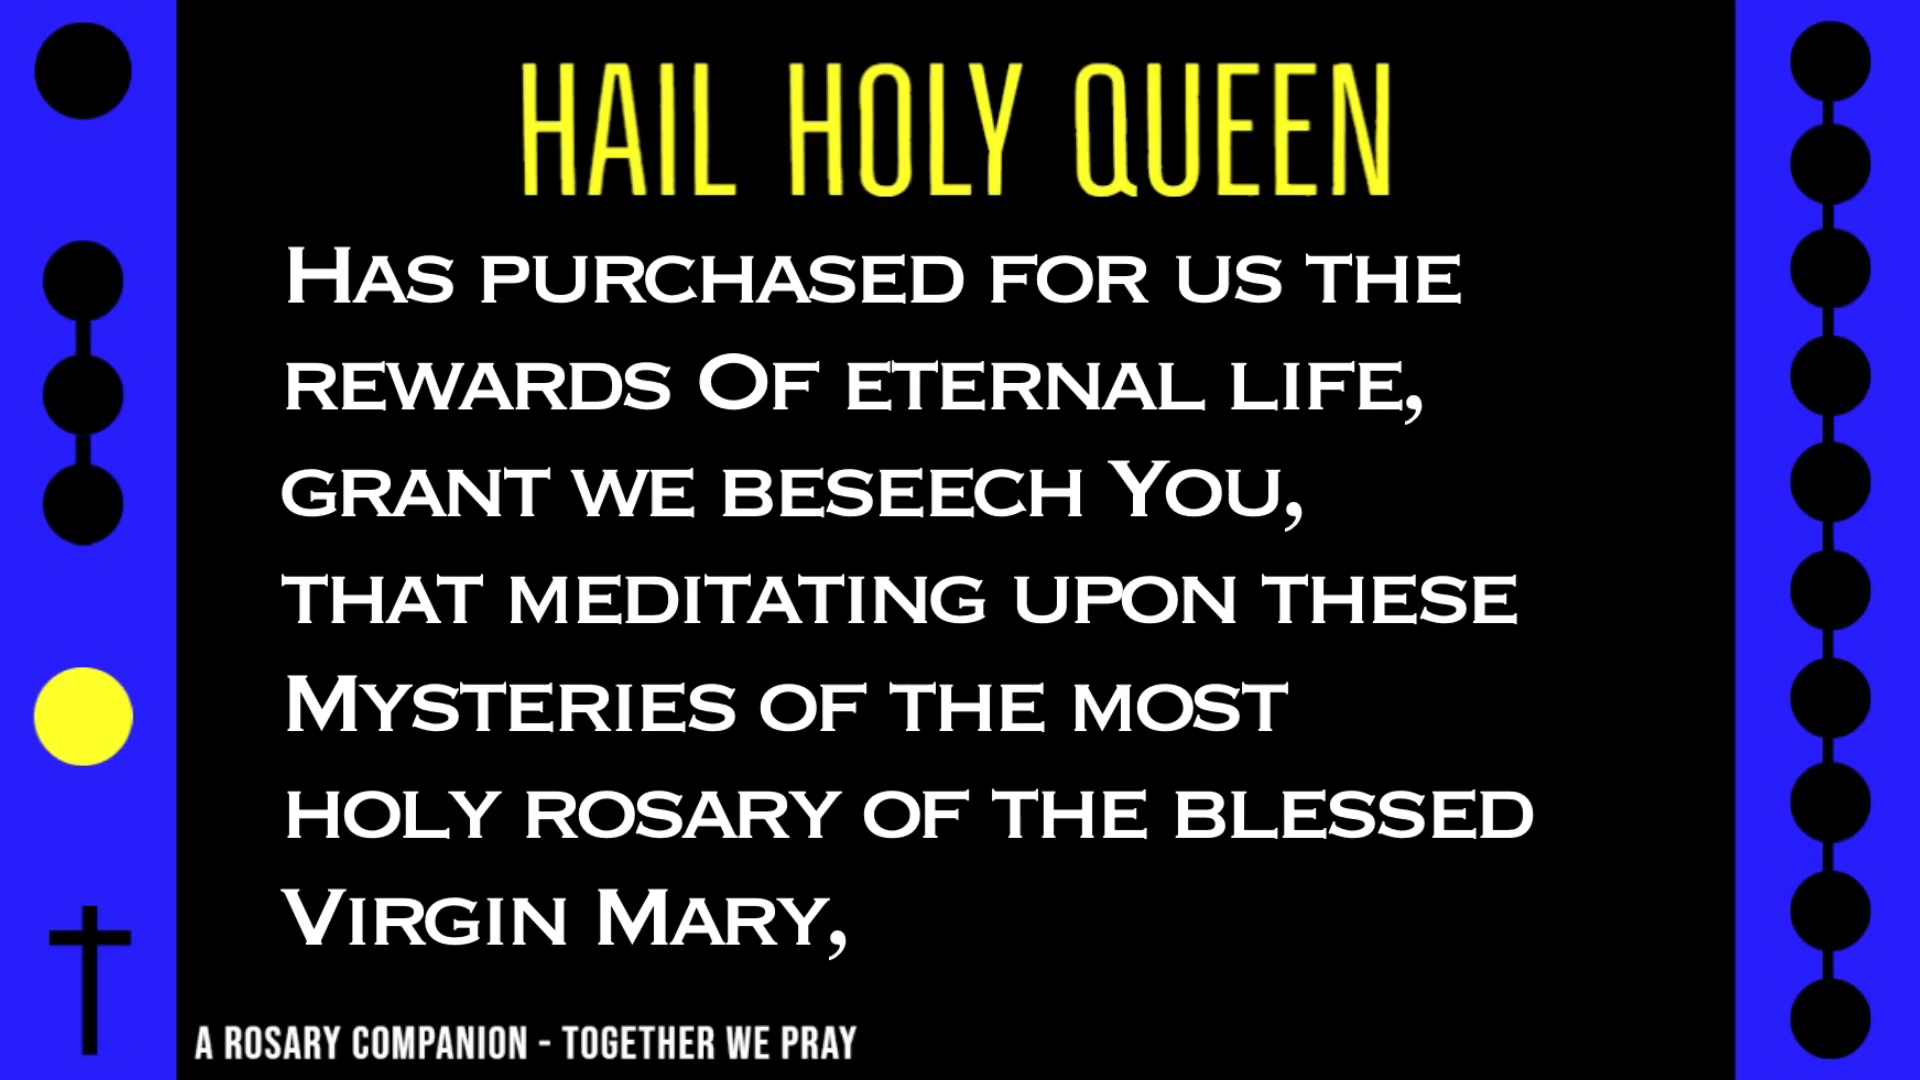 HAIL HOLY QUEEN
Has purchased for us the
rewards Of eternal life,
grant we beseech You,
that meditating upon these
Mysteries of the most
holy rosary of the blessed
Virgin Mary,
A ROSARY COMPANION - TOGETHER WE PRAY